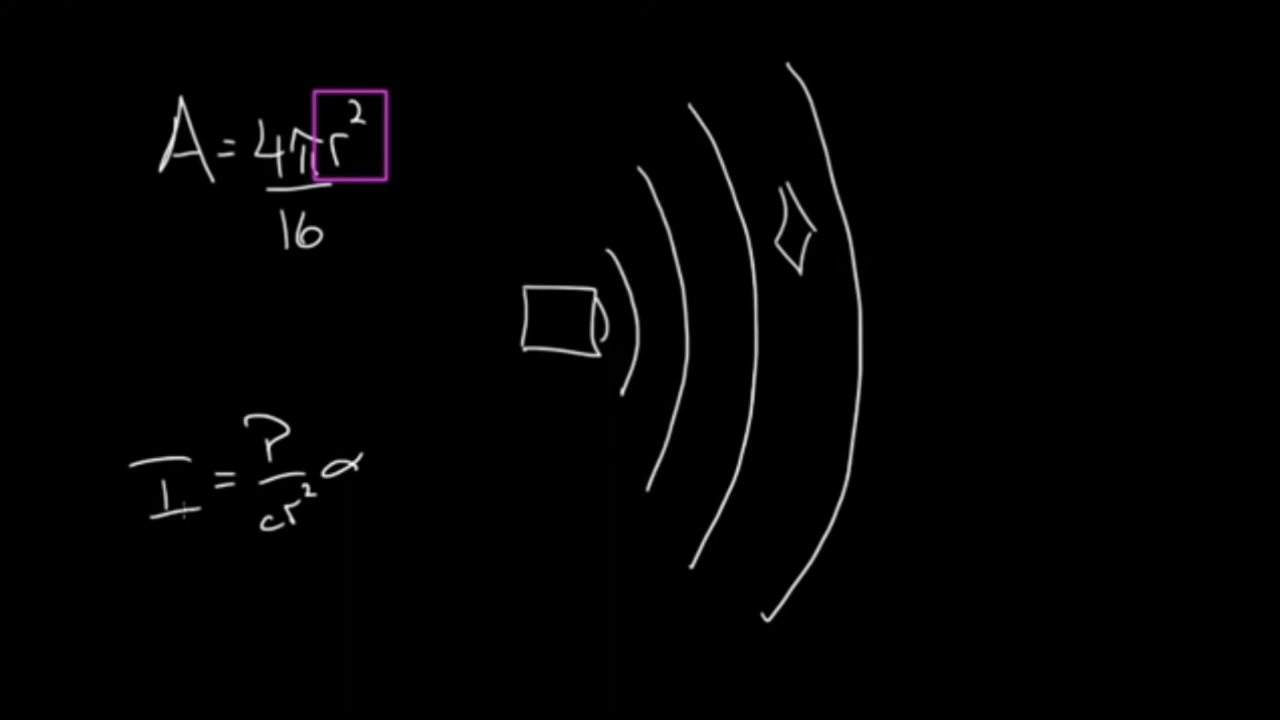 A = 4πr²
16
I = P/cr² ∝